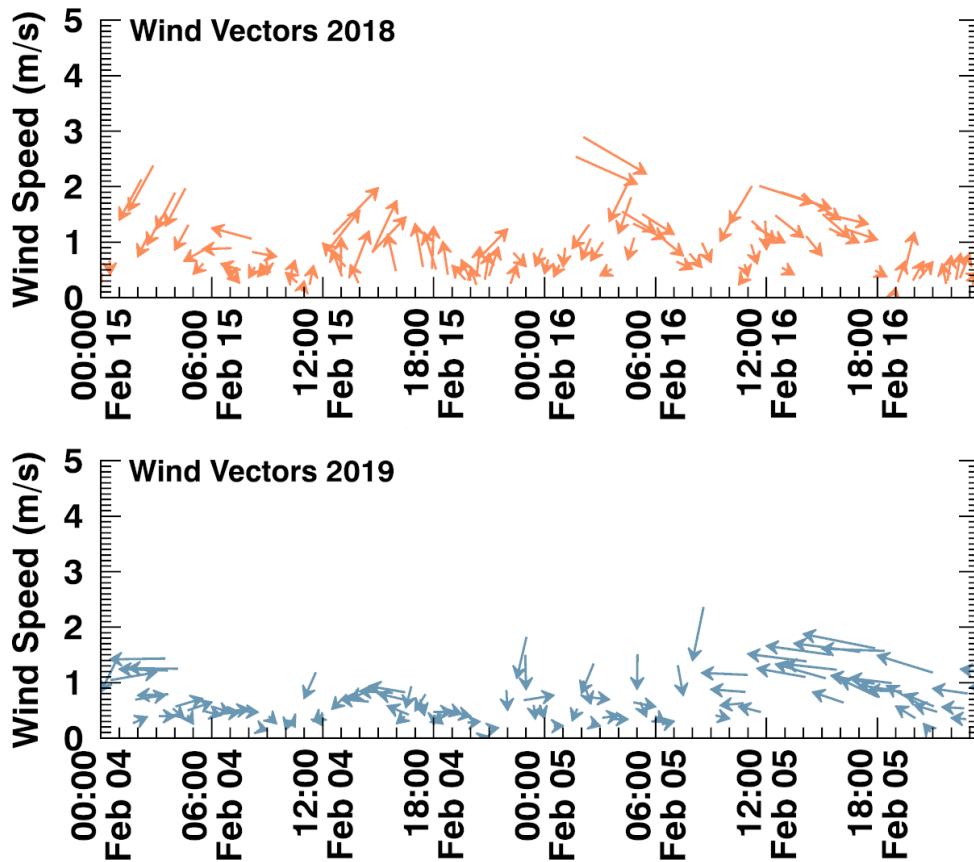 Wind Vectors 2018
Wind Speed (m/s)
5
4
3
2
1
0
00:00
Feb 15
06:00
Feb 15
12:00
Feb 15
18:00
Feb 15
00:00
Feb 16
06:00
Feb 16
12:00
Feb 16
18:00
Feb 16
Wind Vectors 2019
Wind Speed (m/s)
5
4
3
2
1
0
00:00
Feb 04
06:00
Feb 04
12:00
Feb 04
18:00
Feb 04
00:00
Feb 05
06:00
Feb 05
12:00
Feb 05
18:00
Feb 05